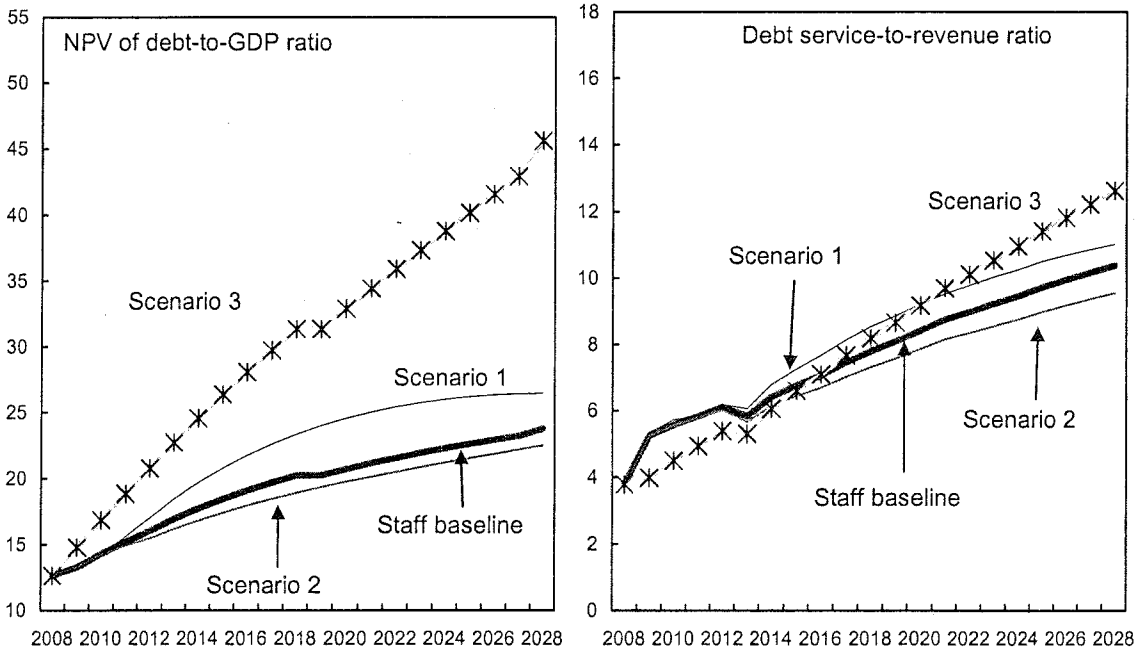 NPV of debt-to-GDP ratio
55
50
45
40
35
30
25
20
15
10
Scenario 3
Scenario 1
Staff baseline
Scenario 2
2008 2010 2012 2014 2016 2018 2020 2022 2024 2026 2028
Debt service-to-revenue ratio
18
16
14
12
10
8
6
4
2
0
Scenario 3
Scenario 1
Scenario 2
Staff baseline
2008 2010 2012 2014 2016 2018 2020 2022 2024 2026 2028